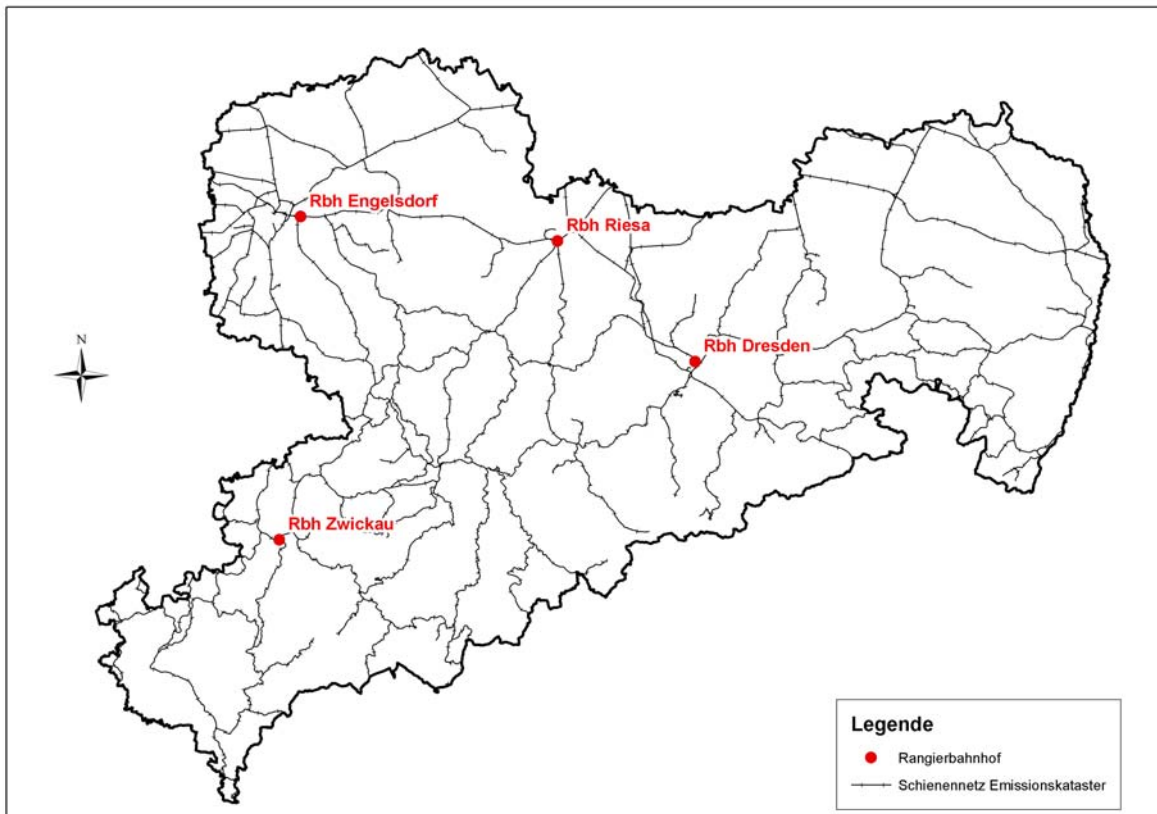 Rbh Engelsdorf
Rbh Riesa
Rbh Dresden
N
Rbh Zwickau
Legende
Rangierbahnhof
Schienennetz Emissionskataster